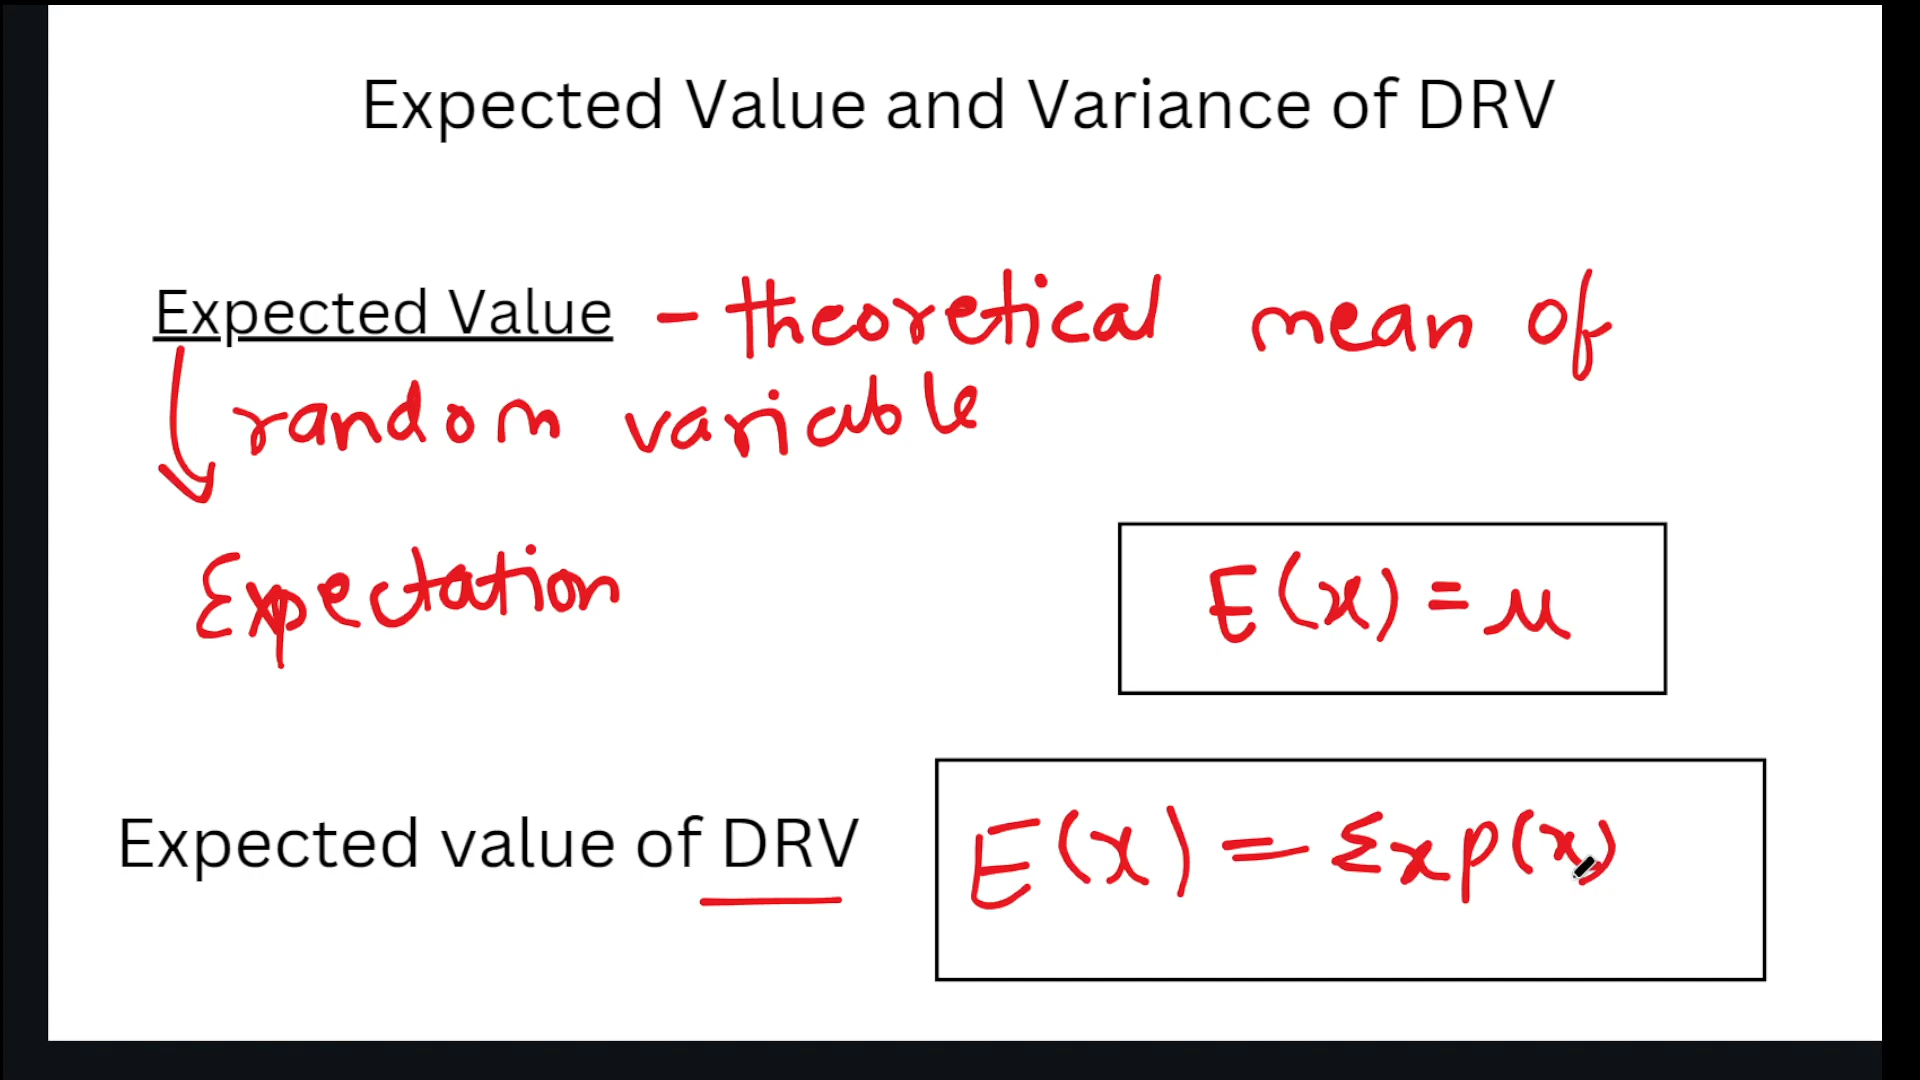 Expected Value and Variance of DRV
Expected Value - theoretical mean of
random variable
Expectation
E(x) = μ
Expected value of DRV
E(x) = Σxp(x)